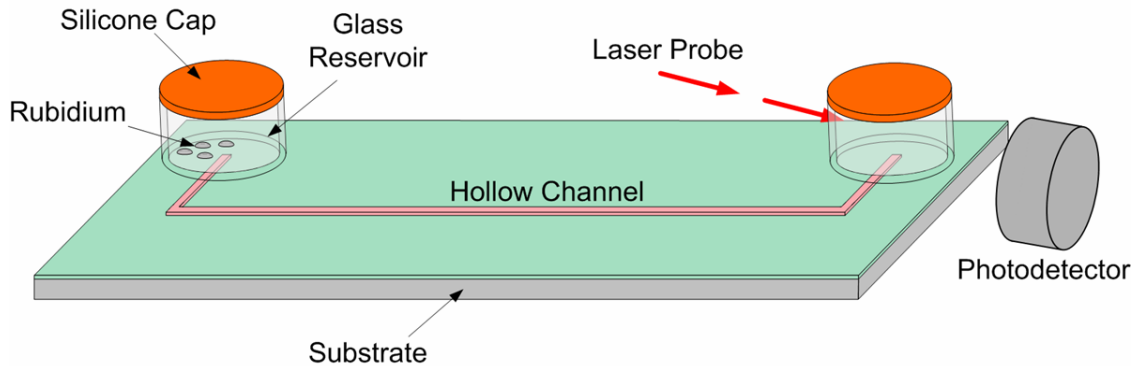 Silicone Cap
Glass
Reservoir
Laser Probe
Rubidium
Hollow Channel
Photodetector
Substrate